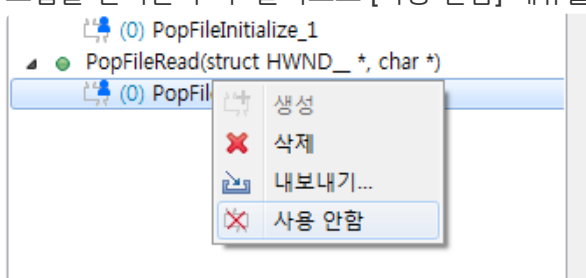 (0) PopFileInitialize_1
PopFileRead(struct HWND__ *, char *)
(0) PopFil
생성
삭제
내보내기...
사용 안함